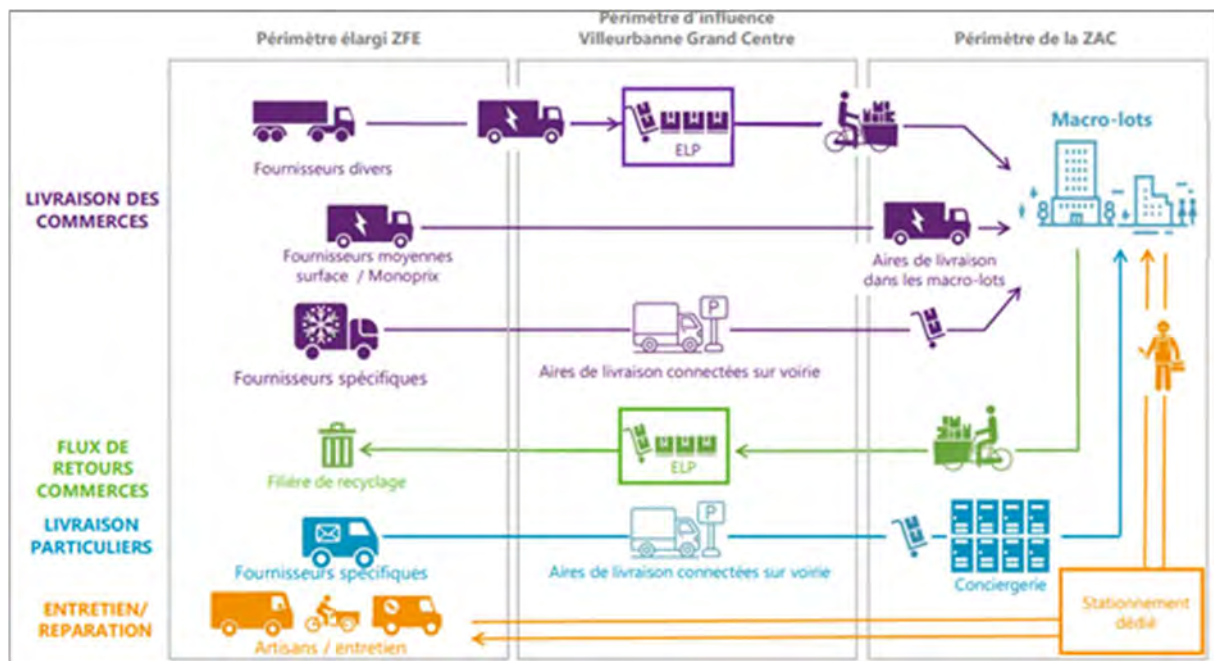 Périmètre élargi ZFE
Périmètre d'influence
Villeurbanne Grand Centre
Périmètre de la ZAC
LIVRAISON DES
COMMERCES
Fournisseurs divers
ELP
Macro-lots
Fournisseurs moyennes
surface / Monoprix
Aires de livraison
dans les macro-lots
Fournisseurs spécifiques
P
Aires de livraison connectées sur voirie
FLUX DE
RETOURS
COMMERCES
Filière de recyclage
ELP
LIVRAISON
PARTICULIERS
Fournisseurs spécifiques
P
Aires de livraison connectées sur voirie
Conciergerie
ENTRETIEN/
REPARATION
Artisans / entretien
Stationnement
dédié